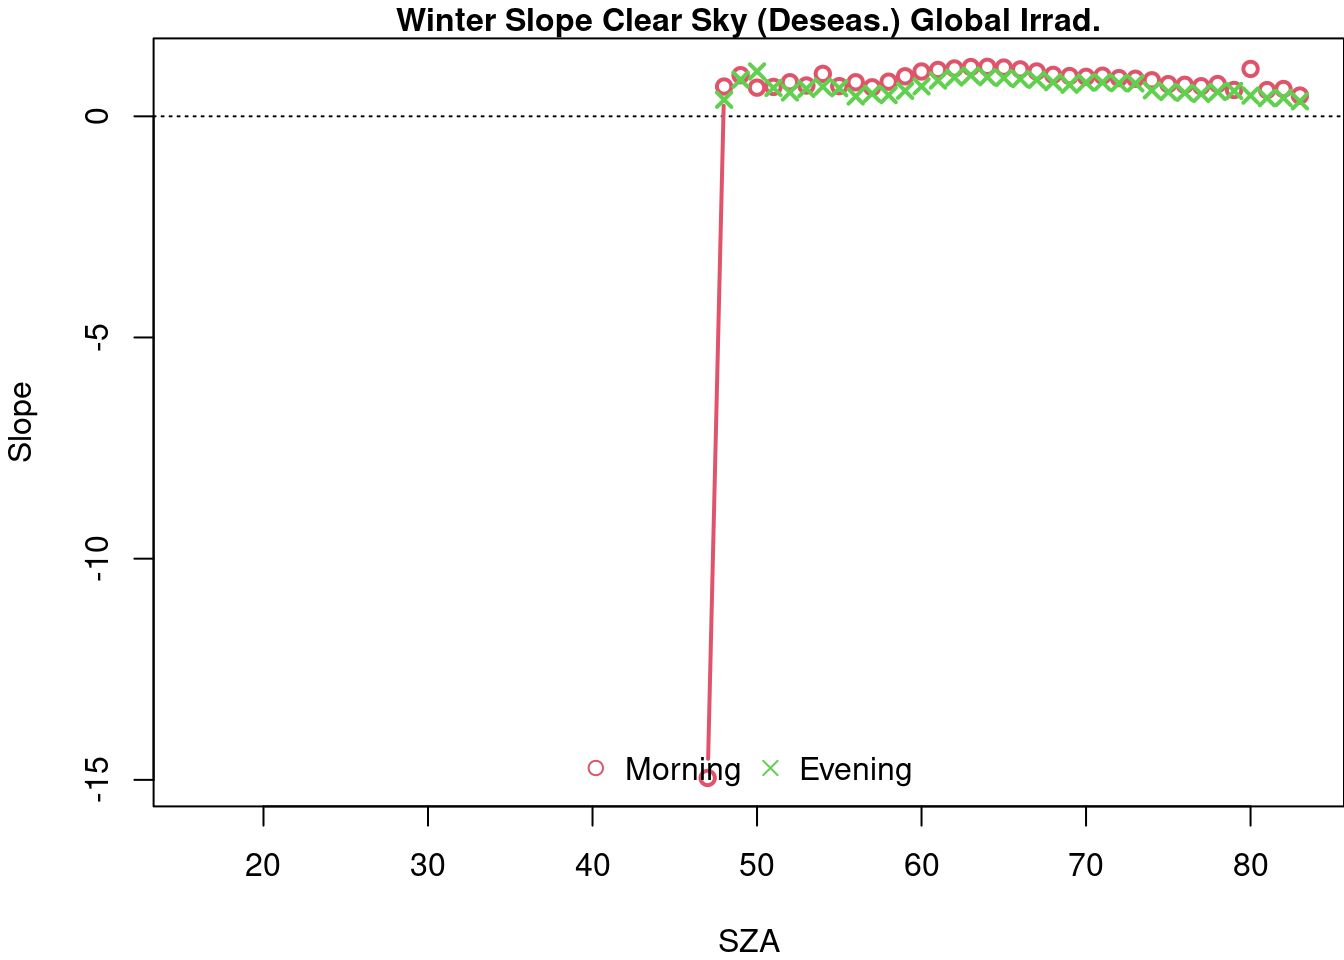 Winter Slope Clear Sky (Deseas.) Global Irrad.
0
-5
-10
-15
Slope
Morning Evening
20 30 40 50 60 70 80
SZA